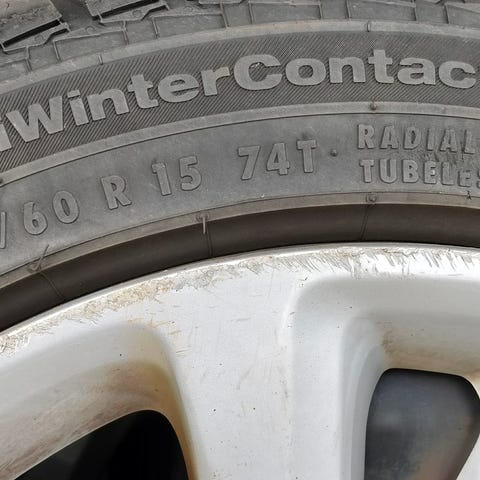 WinterContac
/60 R 15 74T RADIAL
TUBELES